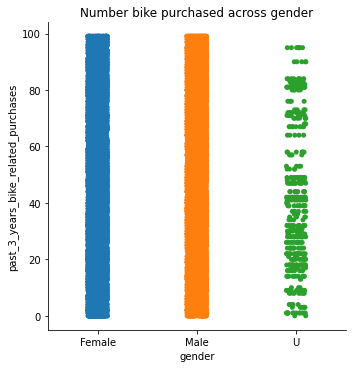 Number bike purchased across gender
past_3_years_bike_related_purchases
100
80
60
40
20
0
Female Male U
gender